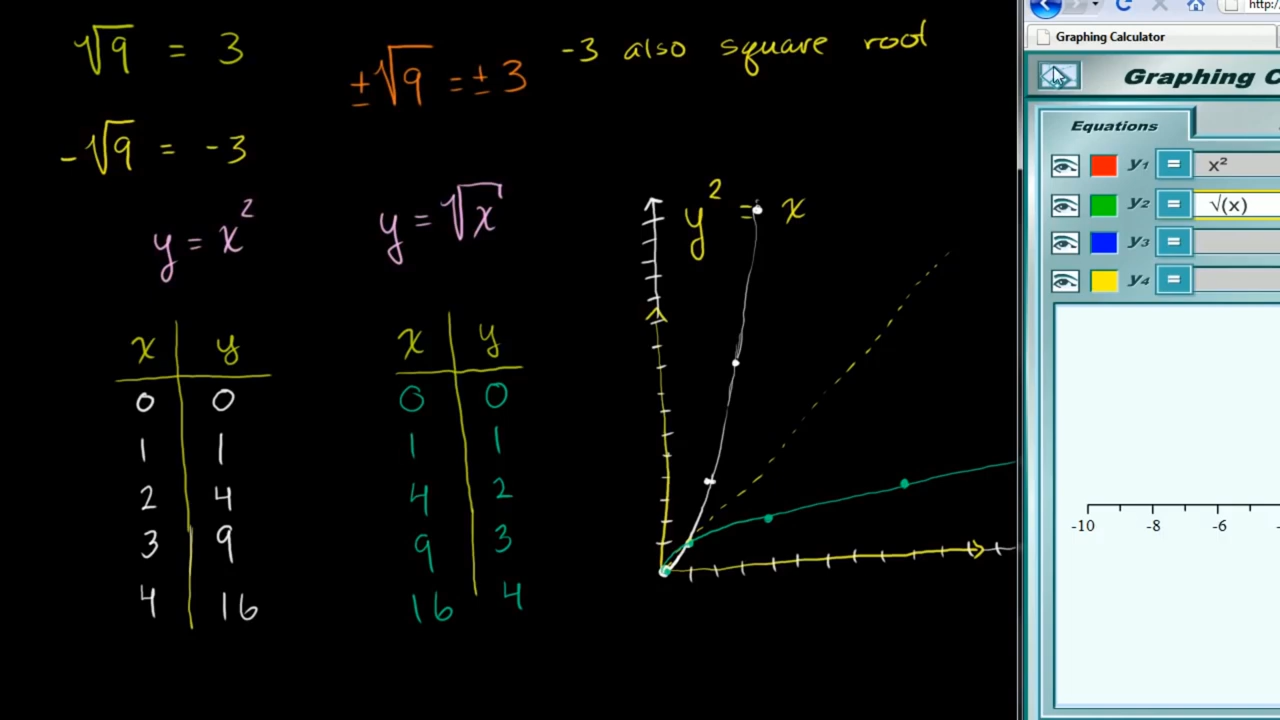 √9 = 3
±√9 = ± 3
-3 also square root
-√9 = -3
y = x²
y = √x
y² = x
x y
0 0
1 1
2 4
3 9
4 16
x y
0 0
1 1
4 2
9 3
16 4
http:/
Graphing Calculator
Graphing C
Equations
y₁ = x²
y₂ = √(x)
y₃ =
y₄ =
-10 -8 -6 -4